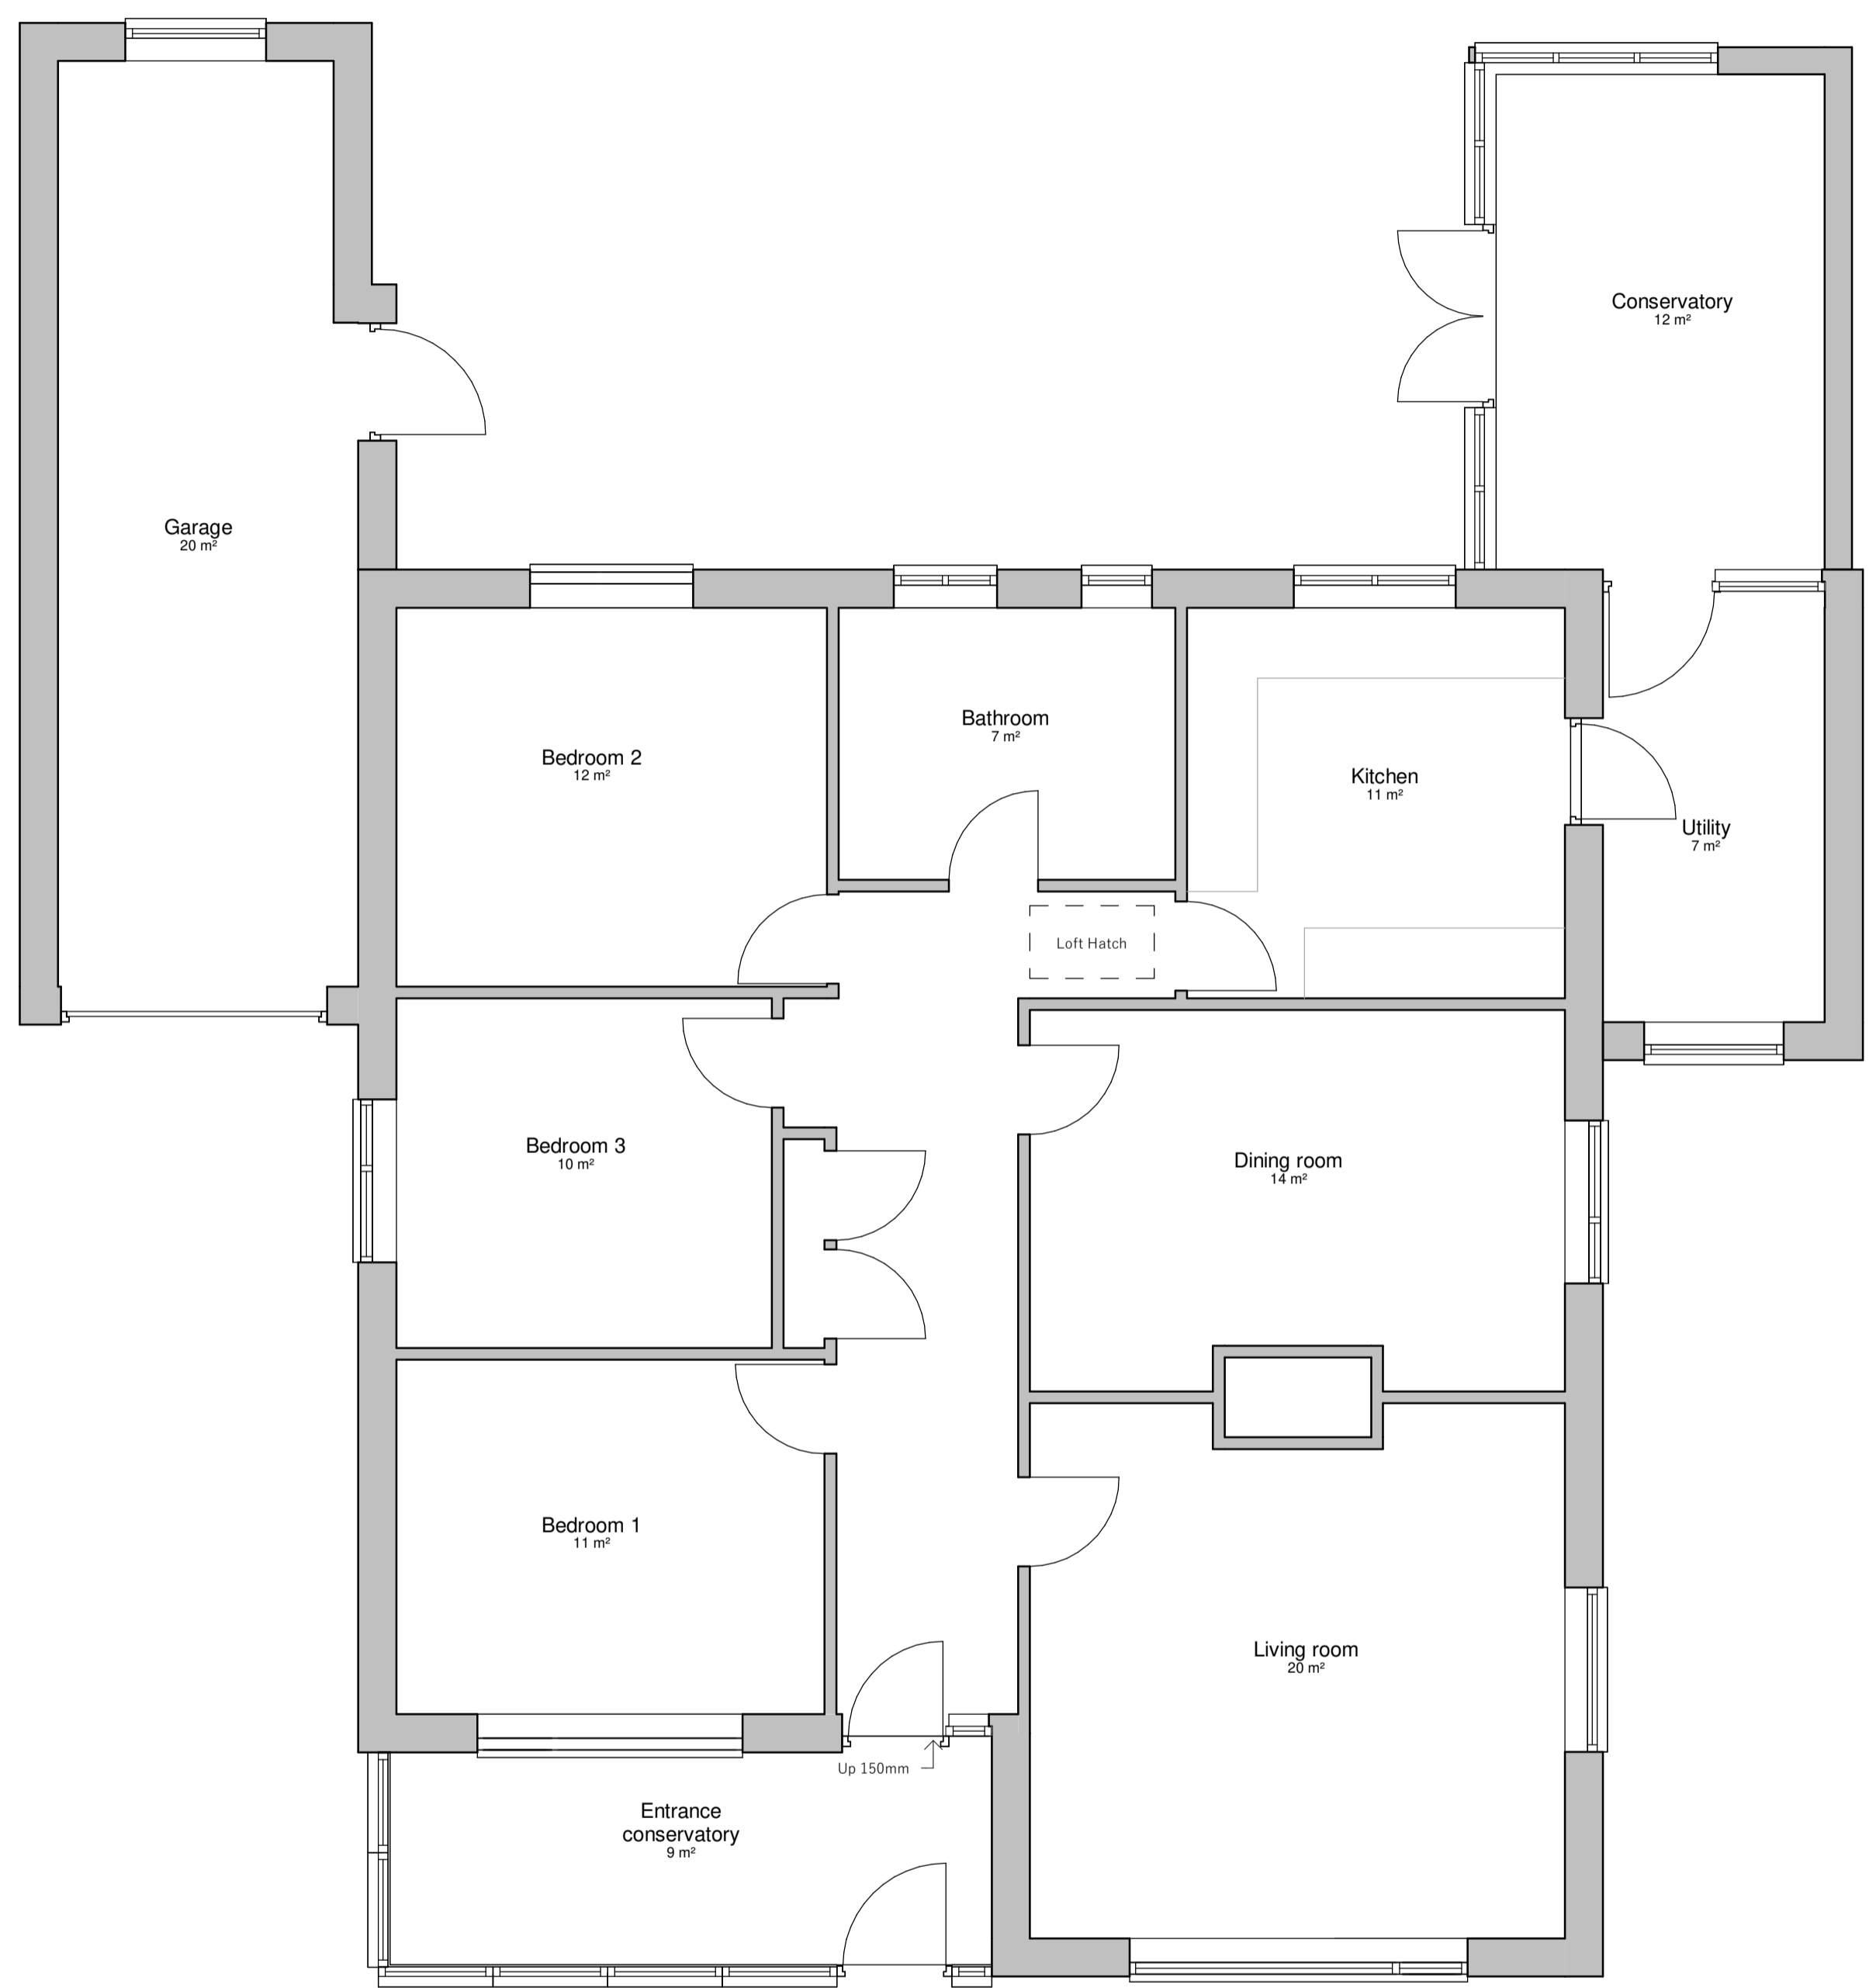 Conservatory
12 m²
Garage
20 m²
Bedroom 2
12 m²
Bathroom
7 m²
Kitchen
11 m²
Utility
7 m²
Loft Hatch
Bedroom 3
10 m²
Dining room
14 m²
Bedroom 1
11 m²
Living room
20 m²
Up 150mm
Entrance
conservatory
9 m²